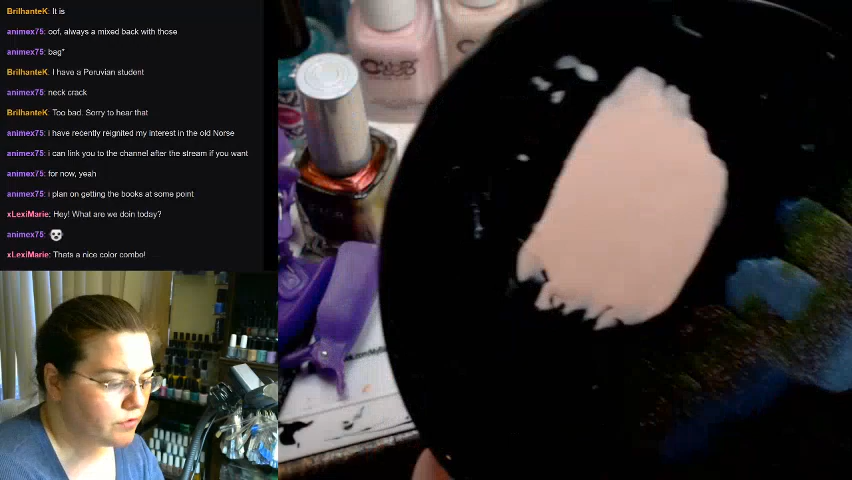 BrilhanteK: It is
animex75: oof, always a mixed back with those
animex75: bag*
BrilhanteK: I have a Peruvian student
animex75: neck crack
BrilhanteK: Too bad. Sorry to hear that
animex75: i have recently reignited my interest in the old Norse
animex75: i can link you to the channel after the stream if you want
animex75: for now, yeah
animex75: i plan on getting the books at some point
xLexiMarie: Hey! What are we doin today?
animex75:
xLexiMarie: Thats a nice color combo!